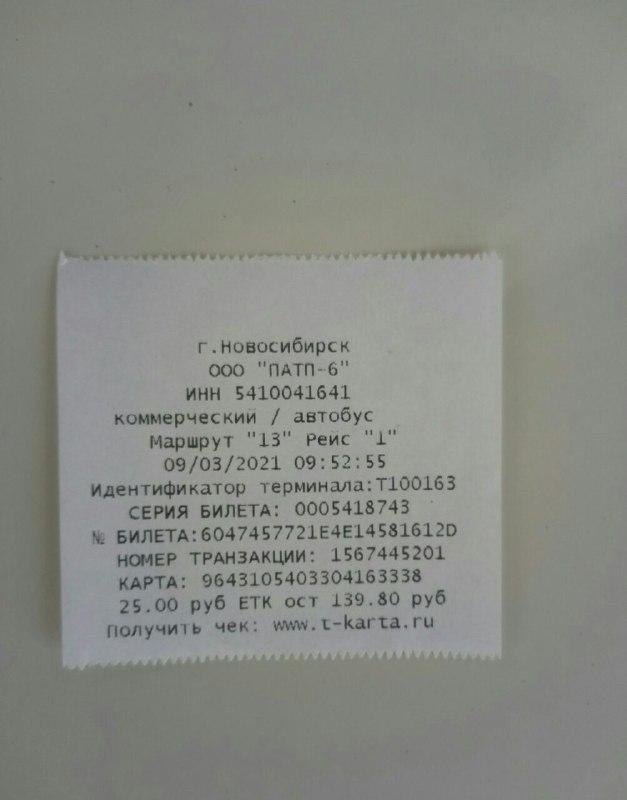 г.Новосибирск
ООО "ПАТП-6"
ИНН 5410041641
коммерческий / автобус
Маршрут "13" Рейс "1"
09/03/2021 09:52:55
Идентификатор терминала:T100163
СЕРИЯ БИЛЕТА: 0005418743
№ БИЛЕТА:6047457721E4E14581612D
НОМЕР ТРАНЗАКЦИИ: 1567445201
КАРТА: 9643105403304163338
25.00 руб ЕТК ост 139.80 руб
Получить чек: www.t-karta.ru